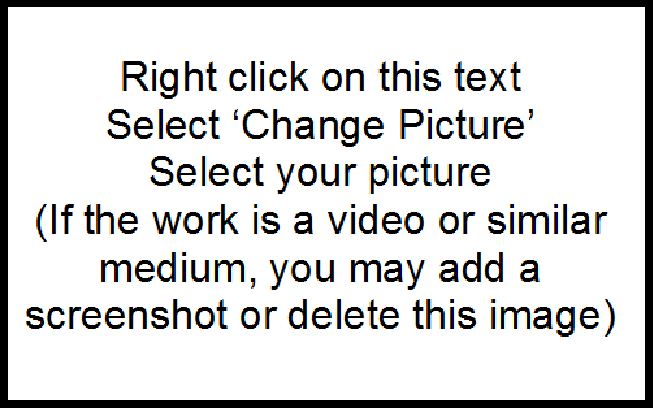 Right click on this text
Select ‘Change Picture’
Select your picture
(If the work is a video or similar
medium, you may add a
screenshot or delete this image)